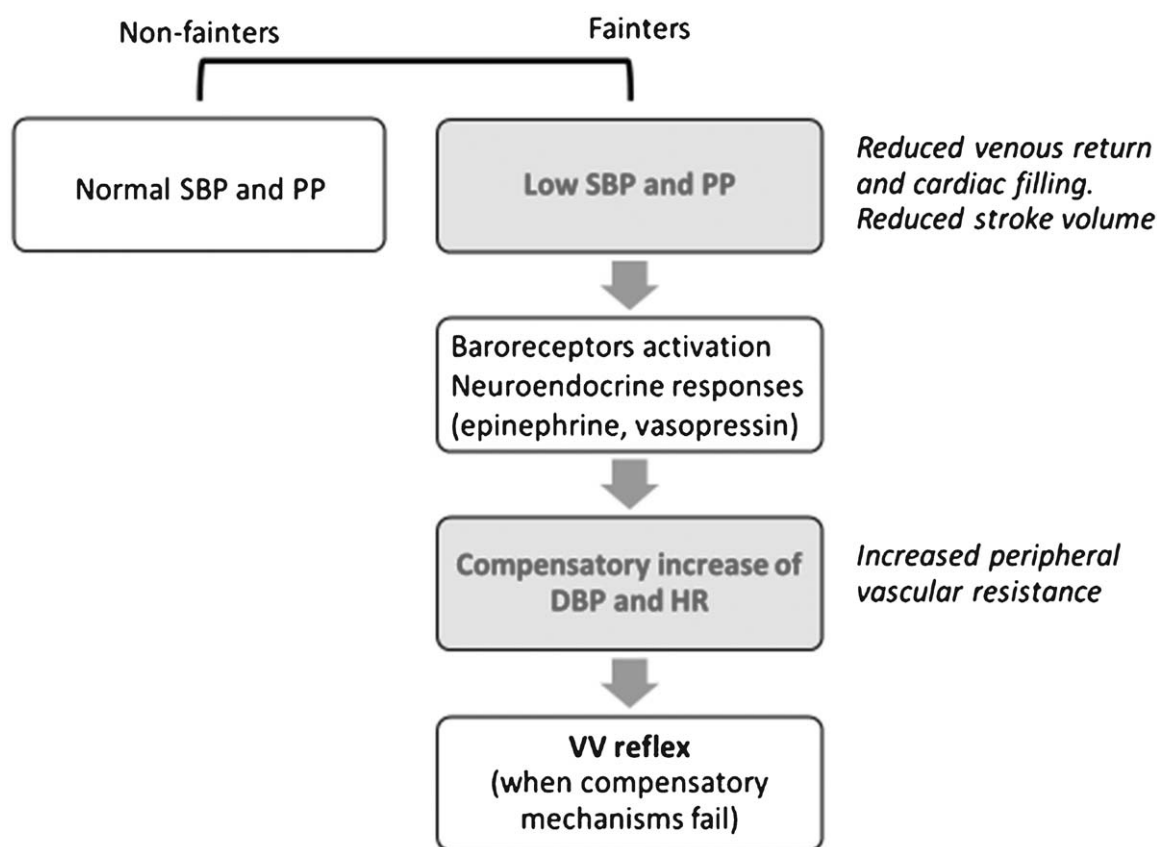 Non-fainters
Fainters
Normal SBP and PP
Low SBP and PP
Reduced venous return
and cardiac filling.
Reduced stroke volume
Baroreceptors activation
Neuroendocrine responses
(epinephrine, vasopressin)
Compensatory increase of
DBP and HR
Increased peripheral
vascular resistance
VV reflex
(when compensatory
mechanisms fail)